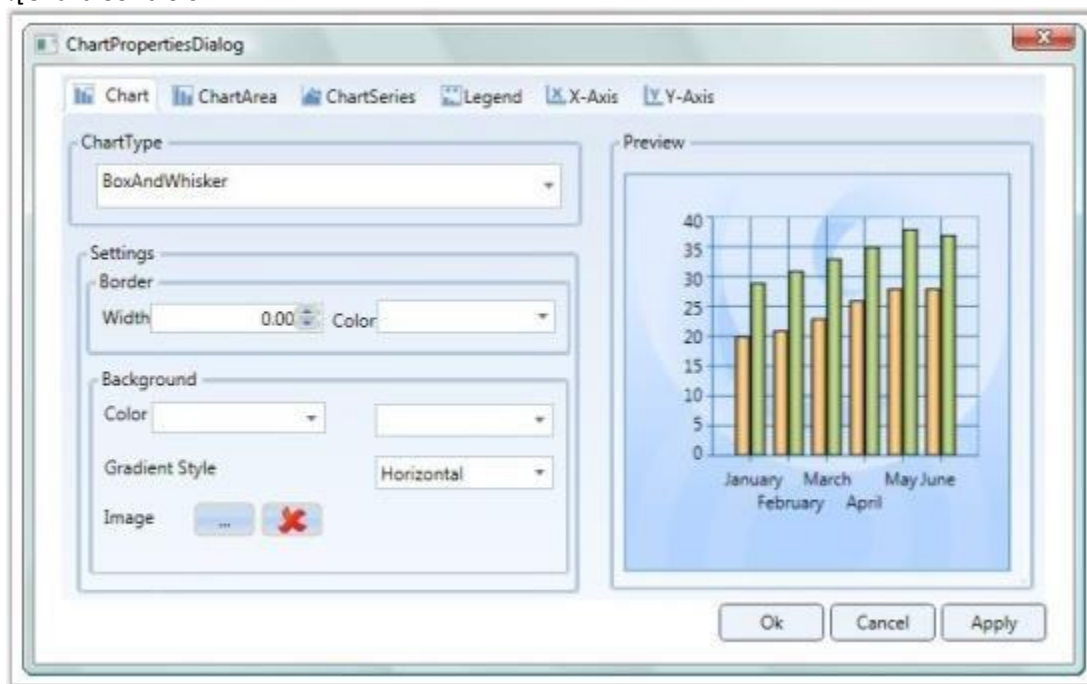 ChartPropertiesDialog
Chart ChartArea ChartSeries Legend X-Axis Y-Axis
ChartType
BoxAndWhisker
Settings
Border
Width 0.00 Color
Background
Color
Gradient Style Horizontal
Image ...
Preview
40
35
30
25
20
15
10
5
0
January March May June
February April
Ok Cancel Apply